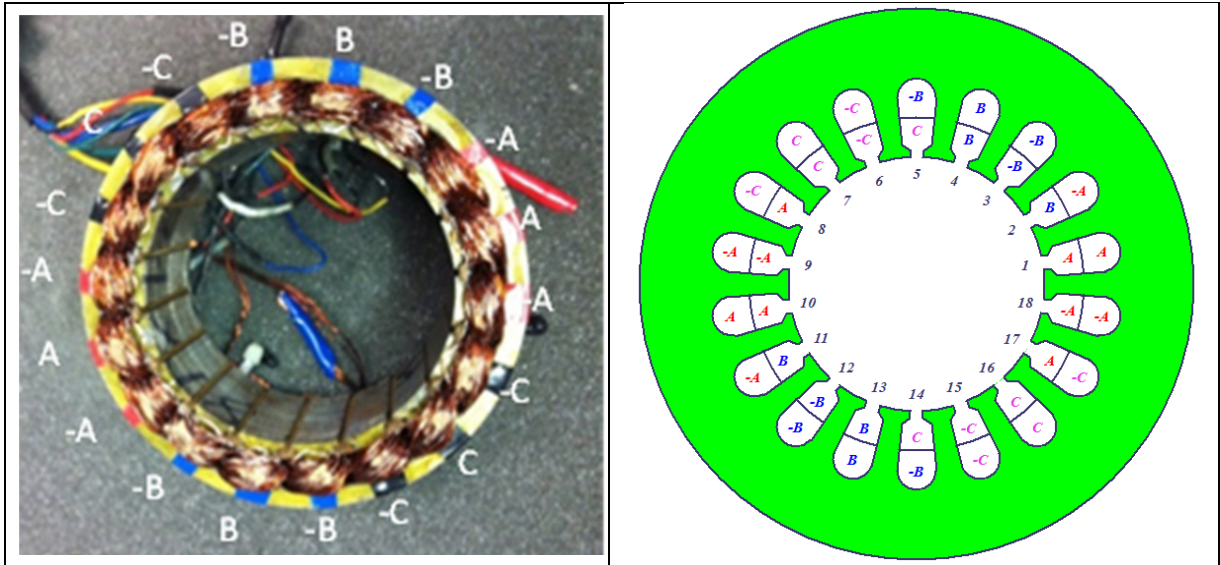 -B
B
-C
-B
C
-A
-C
A
-A
-A
A
-C
-A
C
-B
-C
B
-B
A A 1
-A B 2
-B -B 3
B B 4
-B C 5
-C -C 6
C C 7
-C A 8
-A -A 9
A A 10
-A B 11
-B -B 12
B B 13
-B C 14
-C -C 15
C C 16
-C A 17
-A -A 18